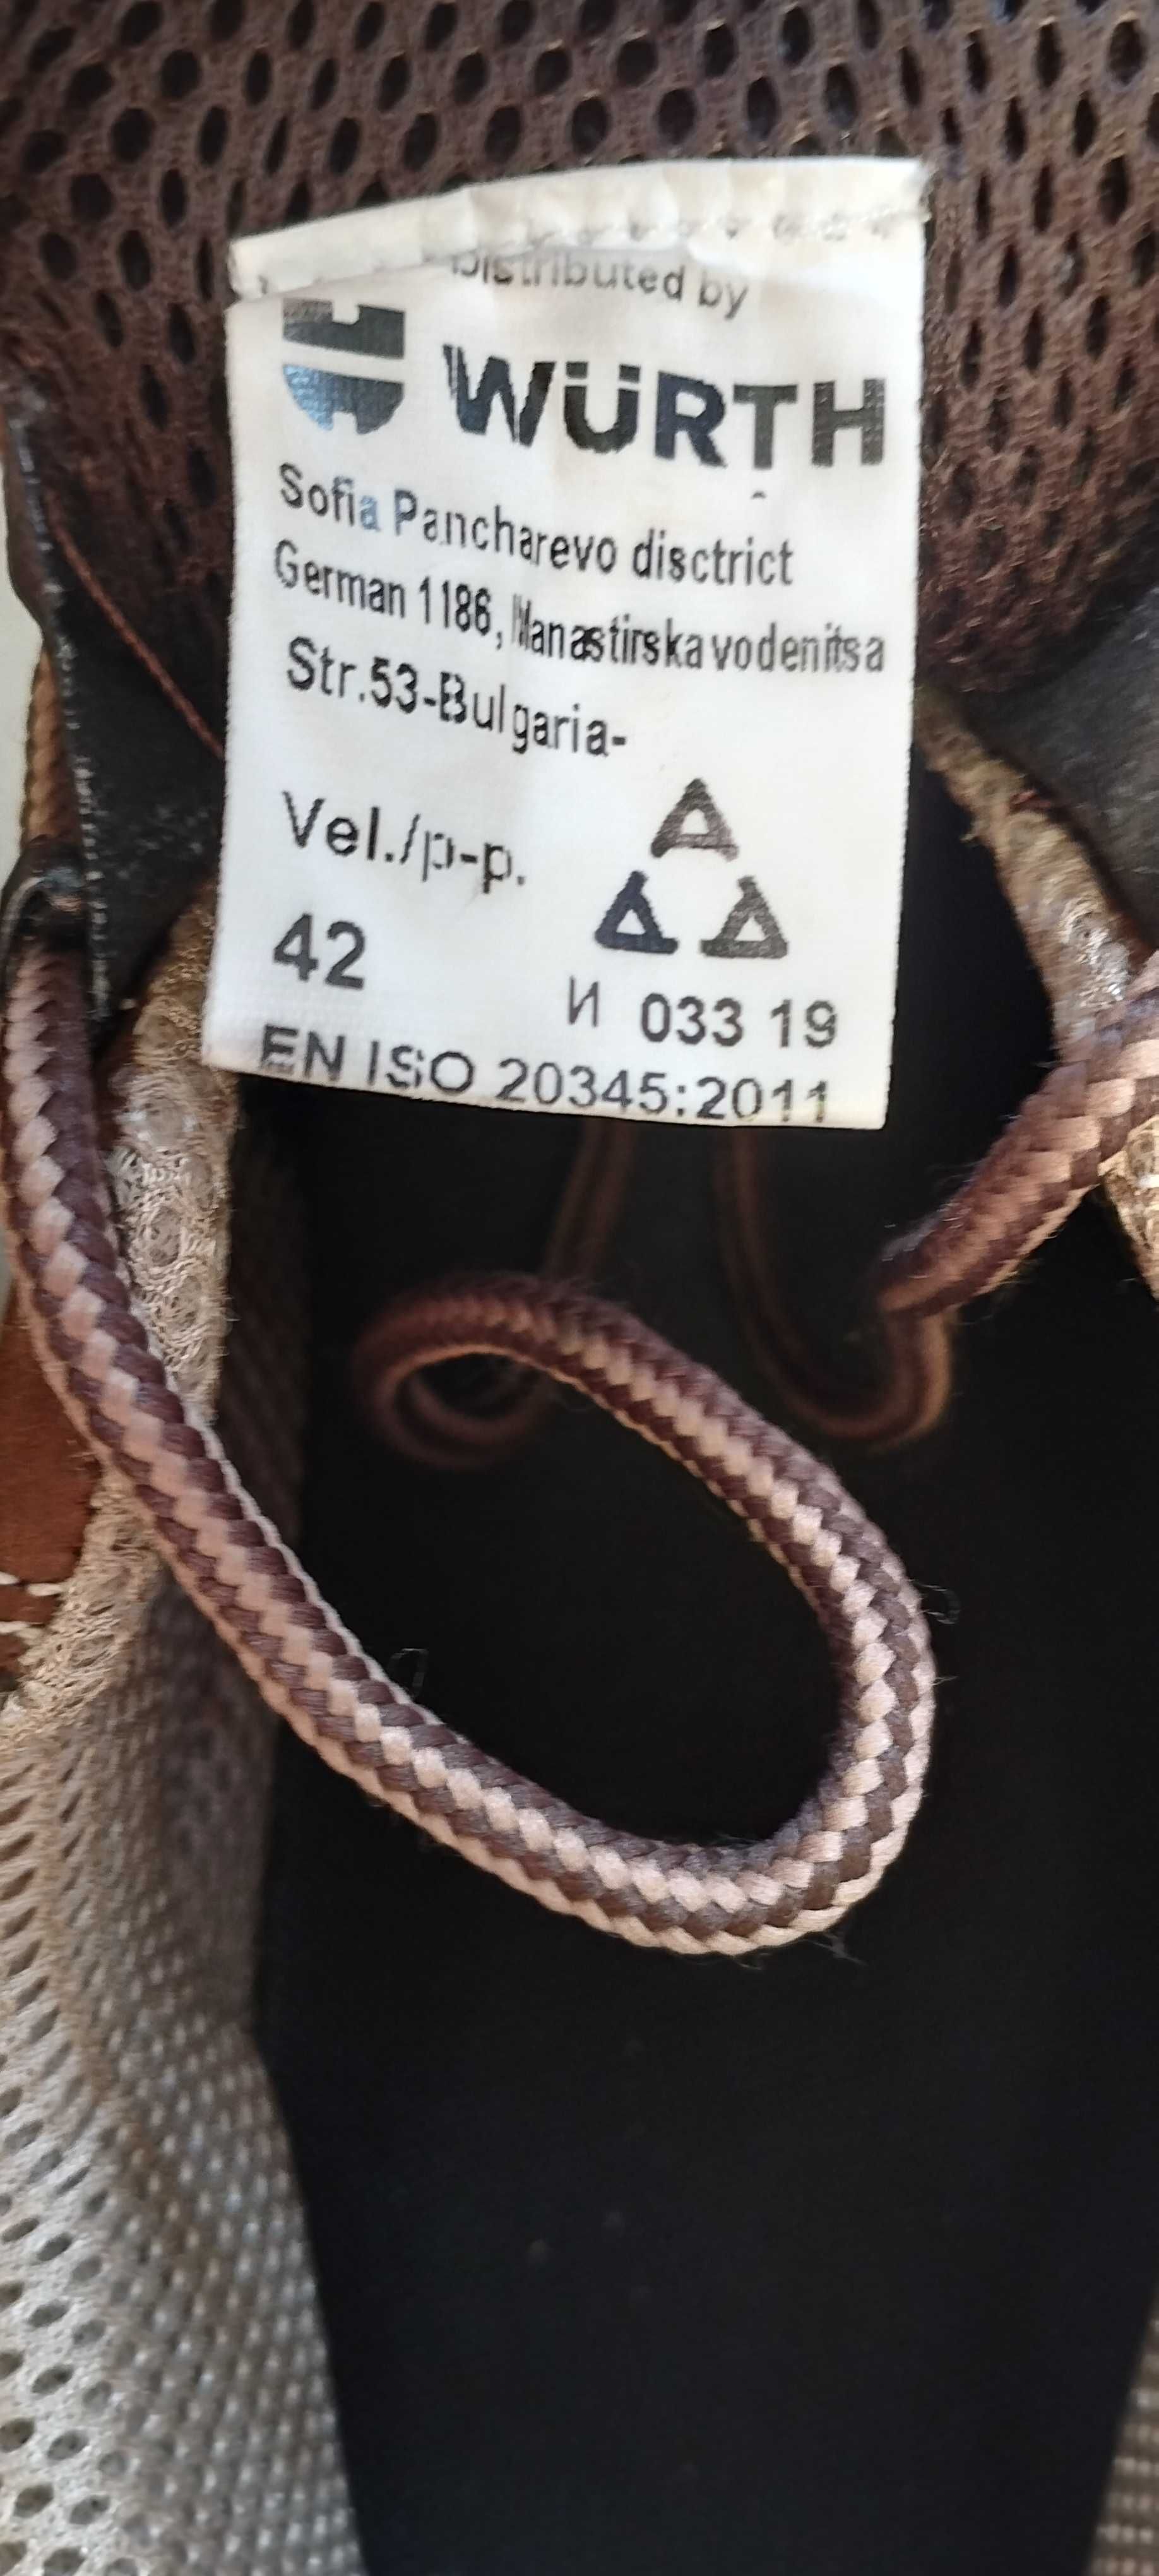 Distributed by
WÜRTH
Sofia Pancharevo disctrict
German 1186, Manastirska vodenitsa
Str.53-Bulgaria-
Vel./p-p.
42
И 033 19
EN ISO 20345:2011